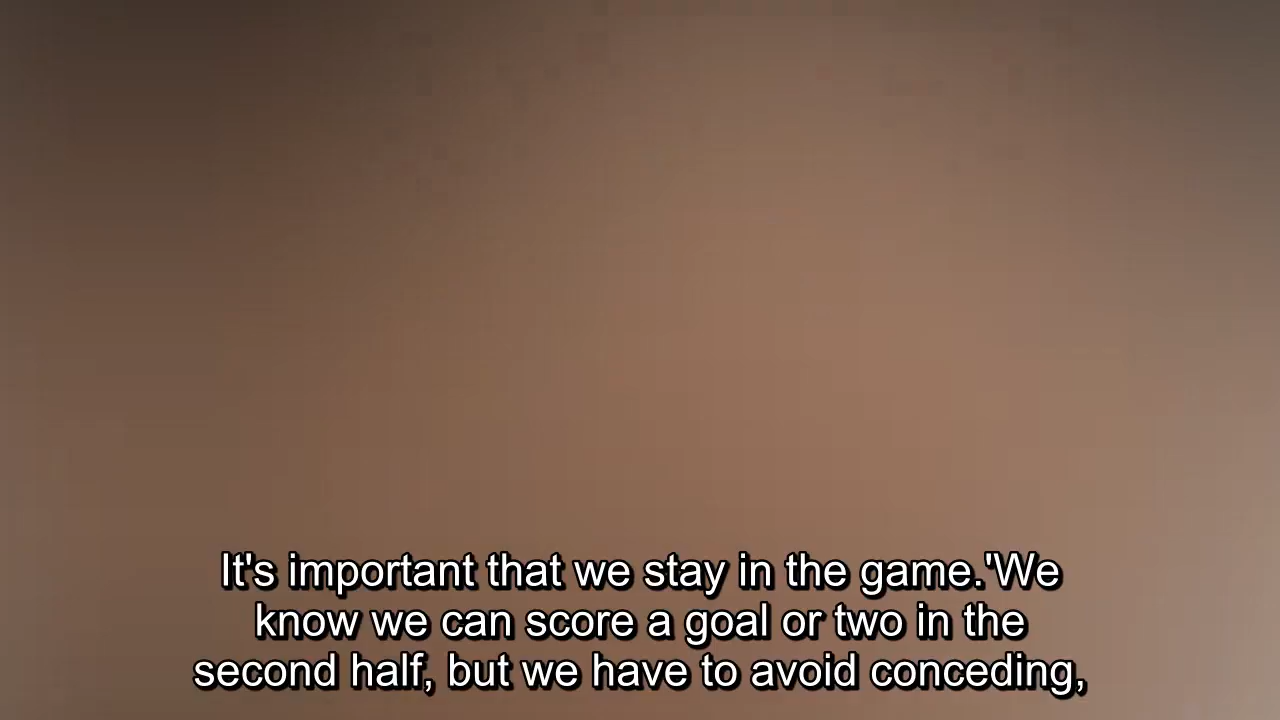 It's important that we stay in the game.'We
know we can score a goal or two in the
second half, but we have to avoid conceding,